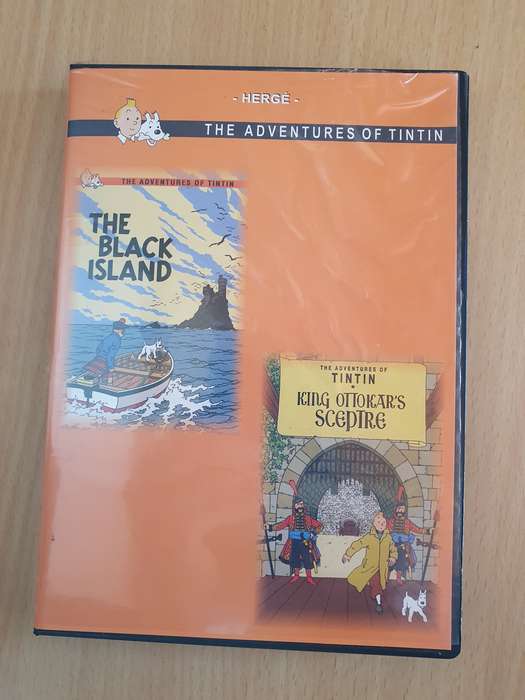 - HERGÉ -
THE ADVENTURES OF TINTIN
THE ADVENTURES OF TINTIN
THE
BLACK
ISLAND
THE ADVENTURES OF
TINTIN
KING OTTOKAR'S
SCEPTRE